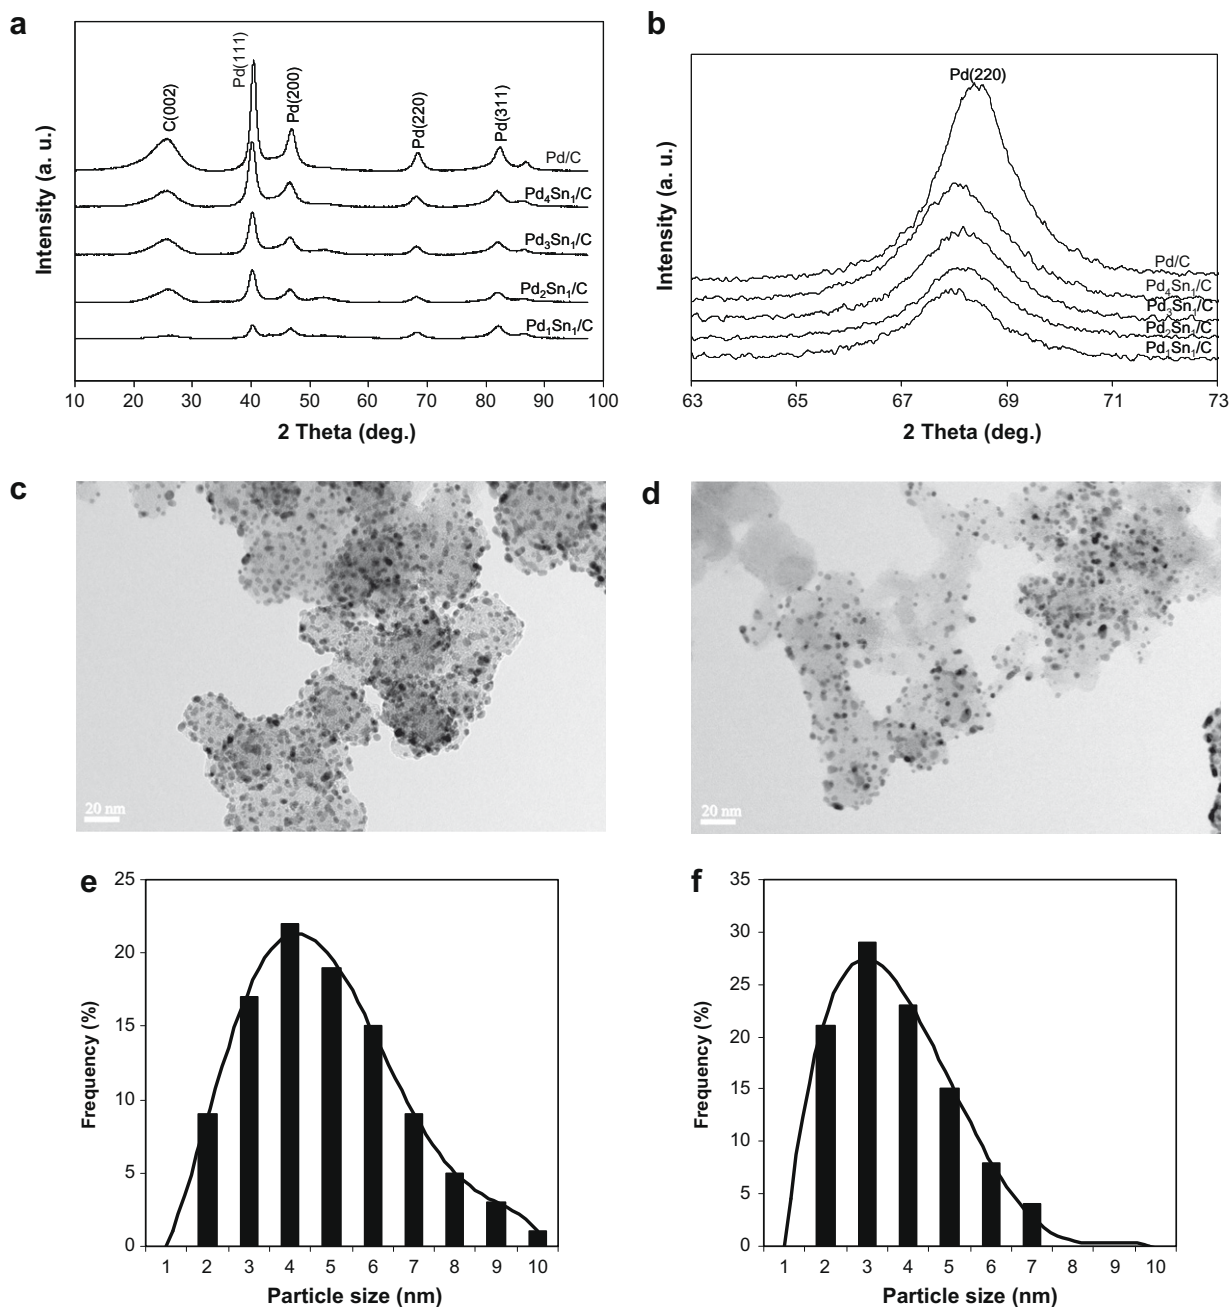 a
Intensity (a. u.)
C(002)
Pd(111)
Pd(200)
Pd(220)
Pd(311)
Pd/C
Pd₄Sn₁/C
Pd₃Sn₁/C
Pd₂Sn₁/C
Pd₁Sn₁/C
10 20 30 40 50 60 70 80 90 100
2 Theta (deg.)
b
Intensity (a. u.)
Pd(220)
Pd/C
Pd₄Sn₁/C
Pd₃Sn₁/C
Pd₂Sn₁/C
Pd₁Sn₁/C
63 65 67 69 71 73
2 Theta (deg.)
c
20 nm
d
20 nm
e
Frequency (%)
25
20
15
10
5
0
1 2 3 4 5 6 7 8 9 10
Particle size (nm)
f
Frequency (%)
35
30
25
20
15
10
5
0
1 2 3 4 5 6 7 8 9 10
Particle size (nm)